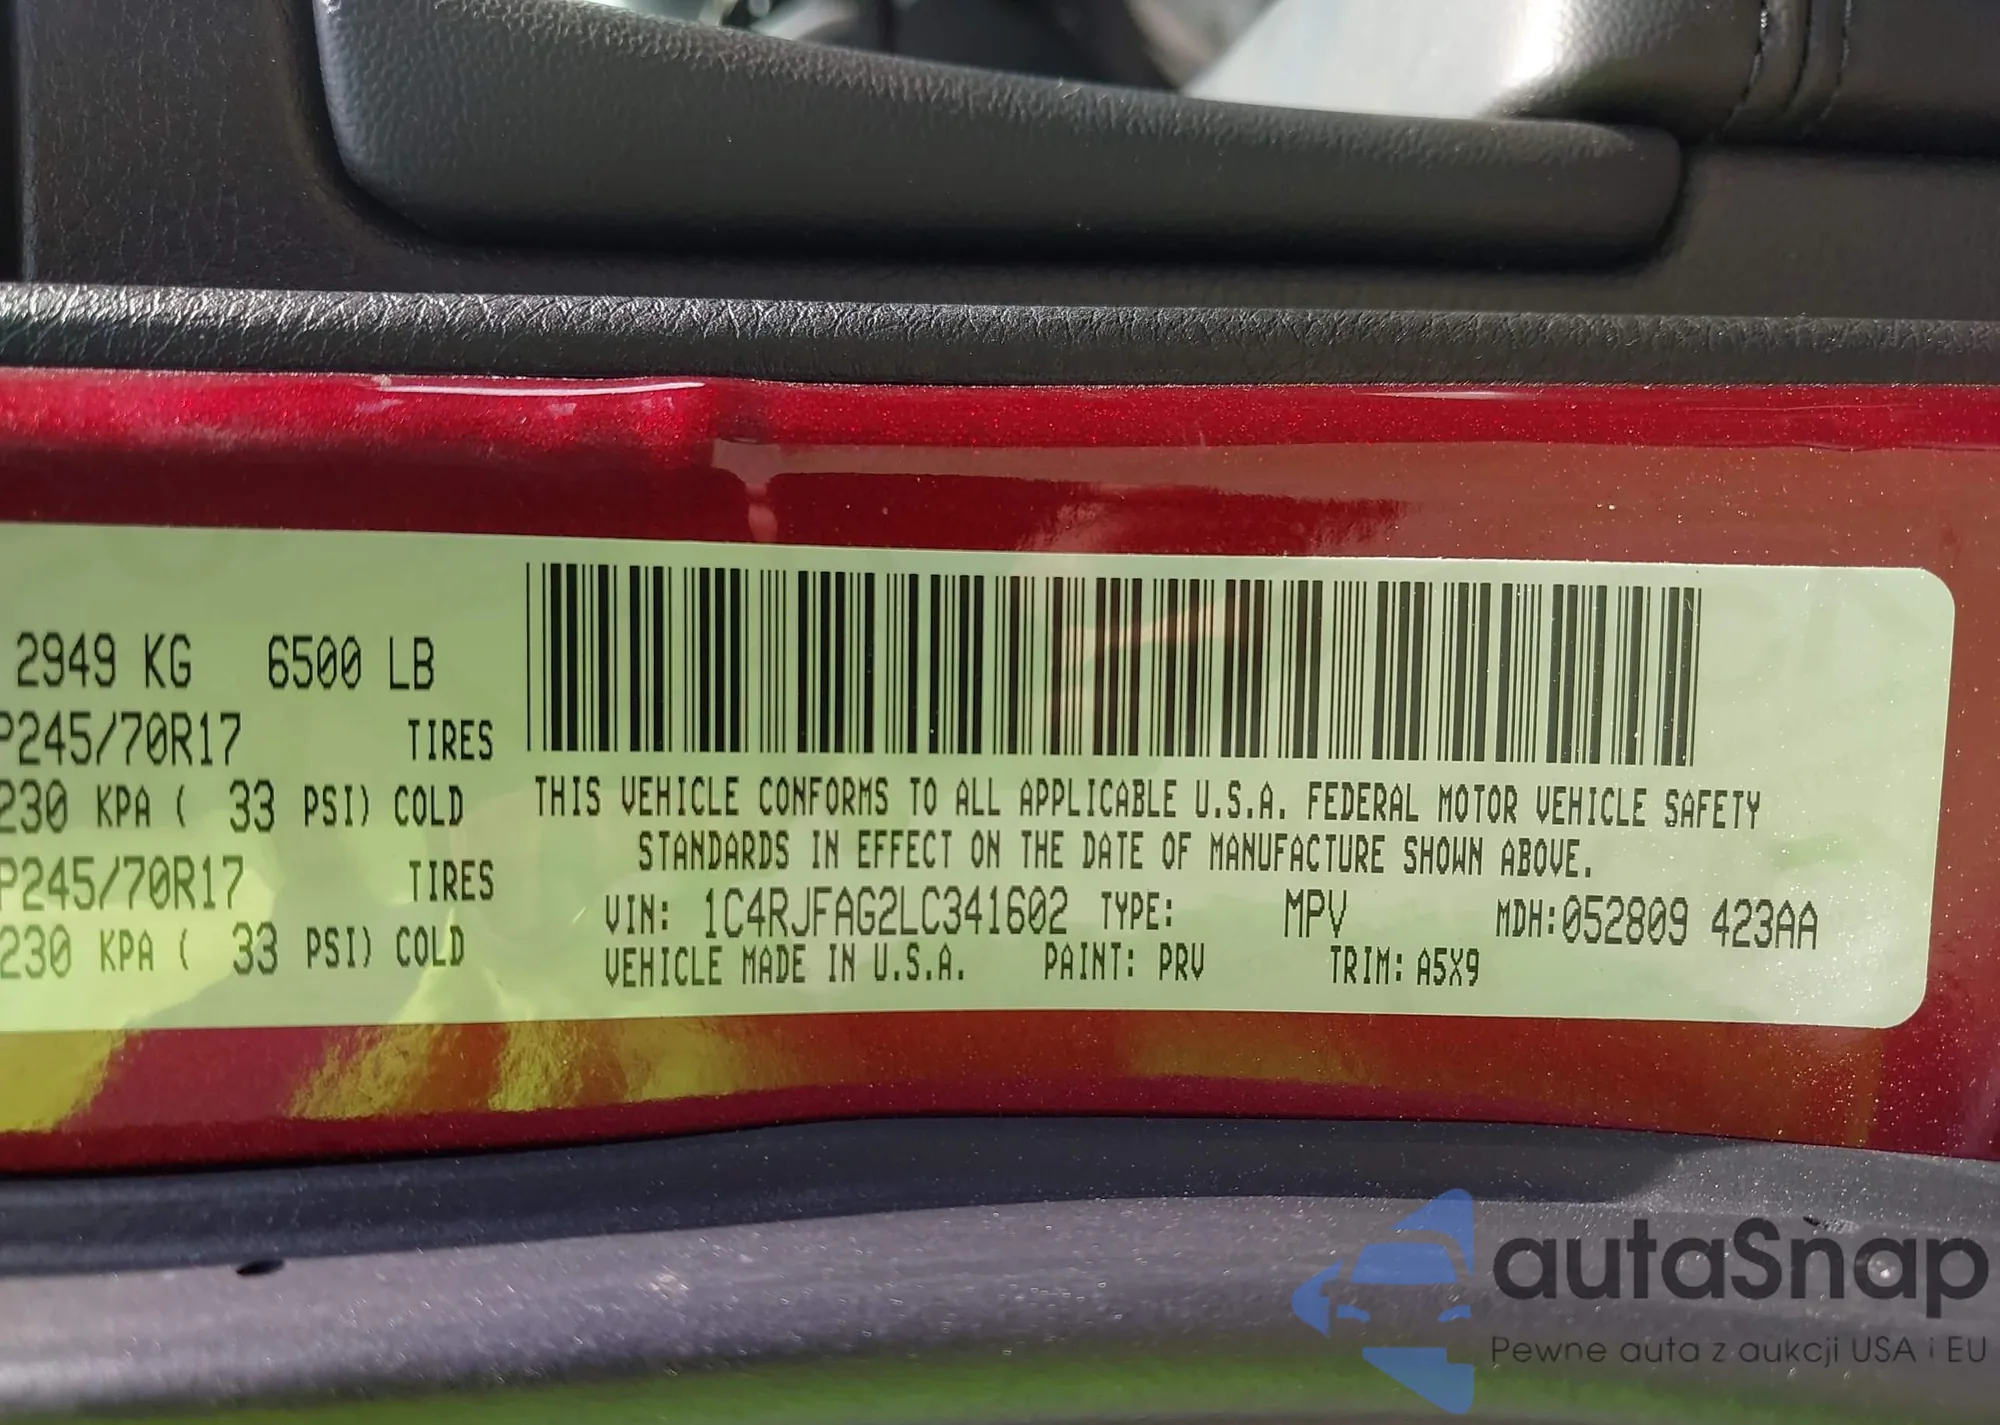 2949 KG 6500 LB
P245/70R17 TIRES
230 KPA ( 33 PSI) COLD
P245/70R17 TIRES
230 KPA ( 33 PSI) COLD
THIS VEHICLE CONFORMS TO ALL APPLICABLE U.S.A. FEDERAL MOTOR VEHICLE SAFETY
STANDARDS IN EFFECT ON THE DATE OF MANUFACTURE SHOWN ABOVE.
VIN: 1C4RJFAG2LC341602 TYPE: MPV MDH:052809 423AA
VEHICLE MADE IN U.S.A. PAINT: PRV TRIM: A5X9
autaSnap
Pewne auta z aukcji USA i EU